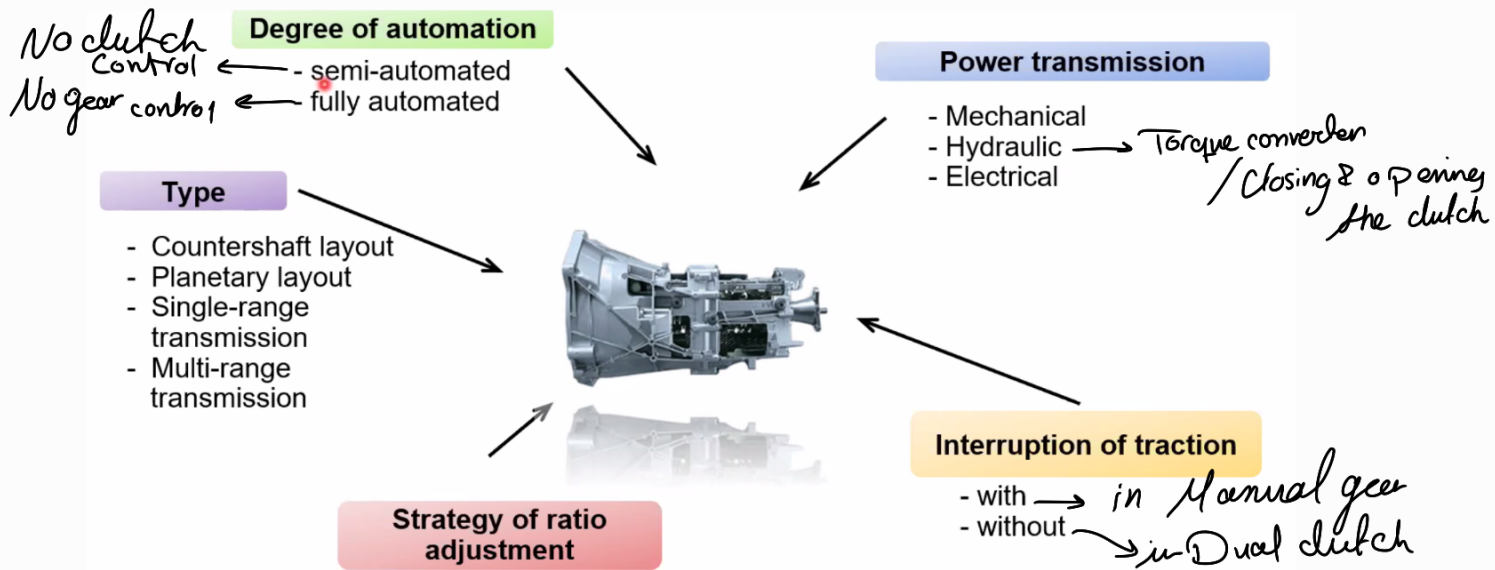 Degree of automation
- semi-automated
- fully automated
No clutch
control
No gear control
Power transmission
- Mechanical
- Hydraulic
- Electrical
Torque converter
/ Closing & opening
the clutch
Type
- Countershaft layout
- Planetary layout
- Single-range
transmission
- Multi-range
transmission
Interruption of traction
- with
- without
in Manual gear
in Dual clutch
Strategy of ratio
adjustment